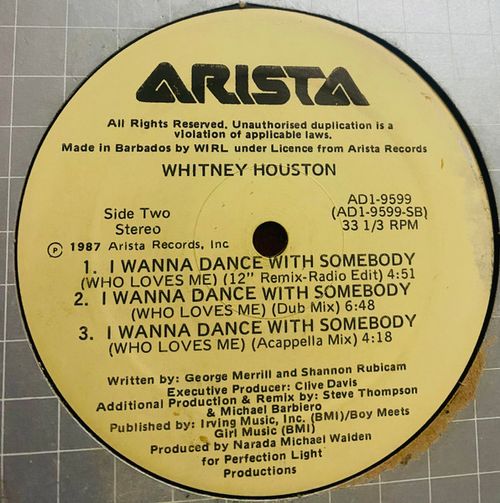 ARISTA
All Rights Reserved. Unauthorised duplication is a
violation of applicable laws.
Made in Barbados by WIRL under Licence from Arista Records
WHITNEY HOUSTON
Side Two
Stereo
AD1-9599
(AD1-9599-SB)
33 1/3 RPM
Ⓟ 1987 Arista Records, Inc
1. I WANNA DANCE WITH SOMEBODY
(WHO LOVES ME) (12" Remix-Radio Edit) 4:51
2. I WANNA DANCE WITH SOMEBODY
(WHO LOVES ME) (Dub Mix) 6:48
3. I WANNA DANCE WITH SOMEBODY
(WHO LOVES ME) (Acappella Mix) 4:18
Written by: George Merrill and Shannon Rubicam
Executive Producer: Clive Davis
Additional Production & Remix by: Steve Thompson
& Michael Barbiero
Published by: Irving Music, Inc. (BMI)/Boy Meets
Girl Music (BMI)
Produced by Narada Michael Walden
for Perfection Light
Productions